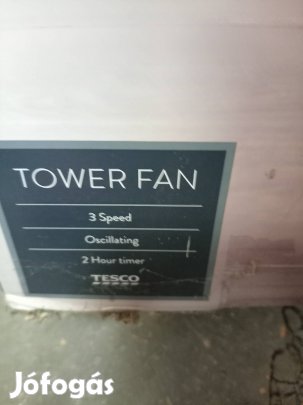 TOWER FAN
3 Speed
Oscillating
2 Hour timer
TESCO
Jófogás